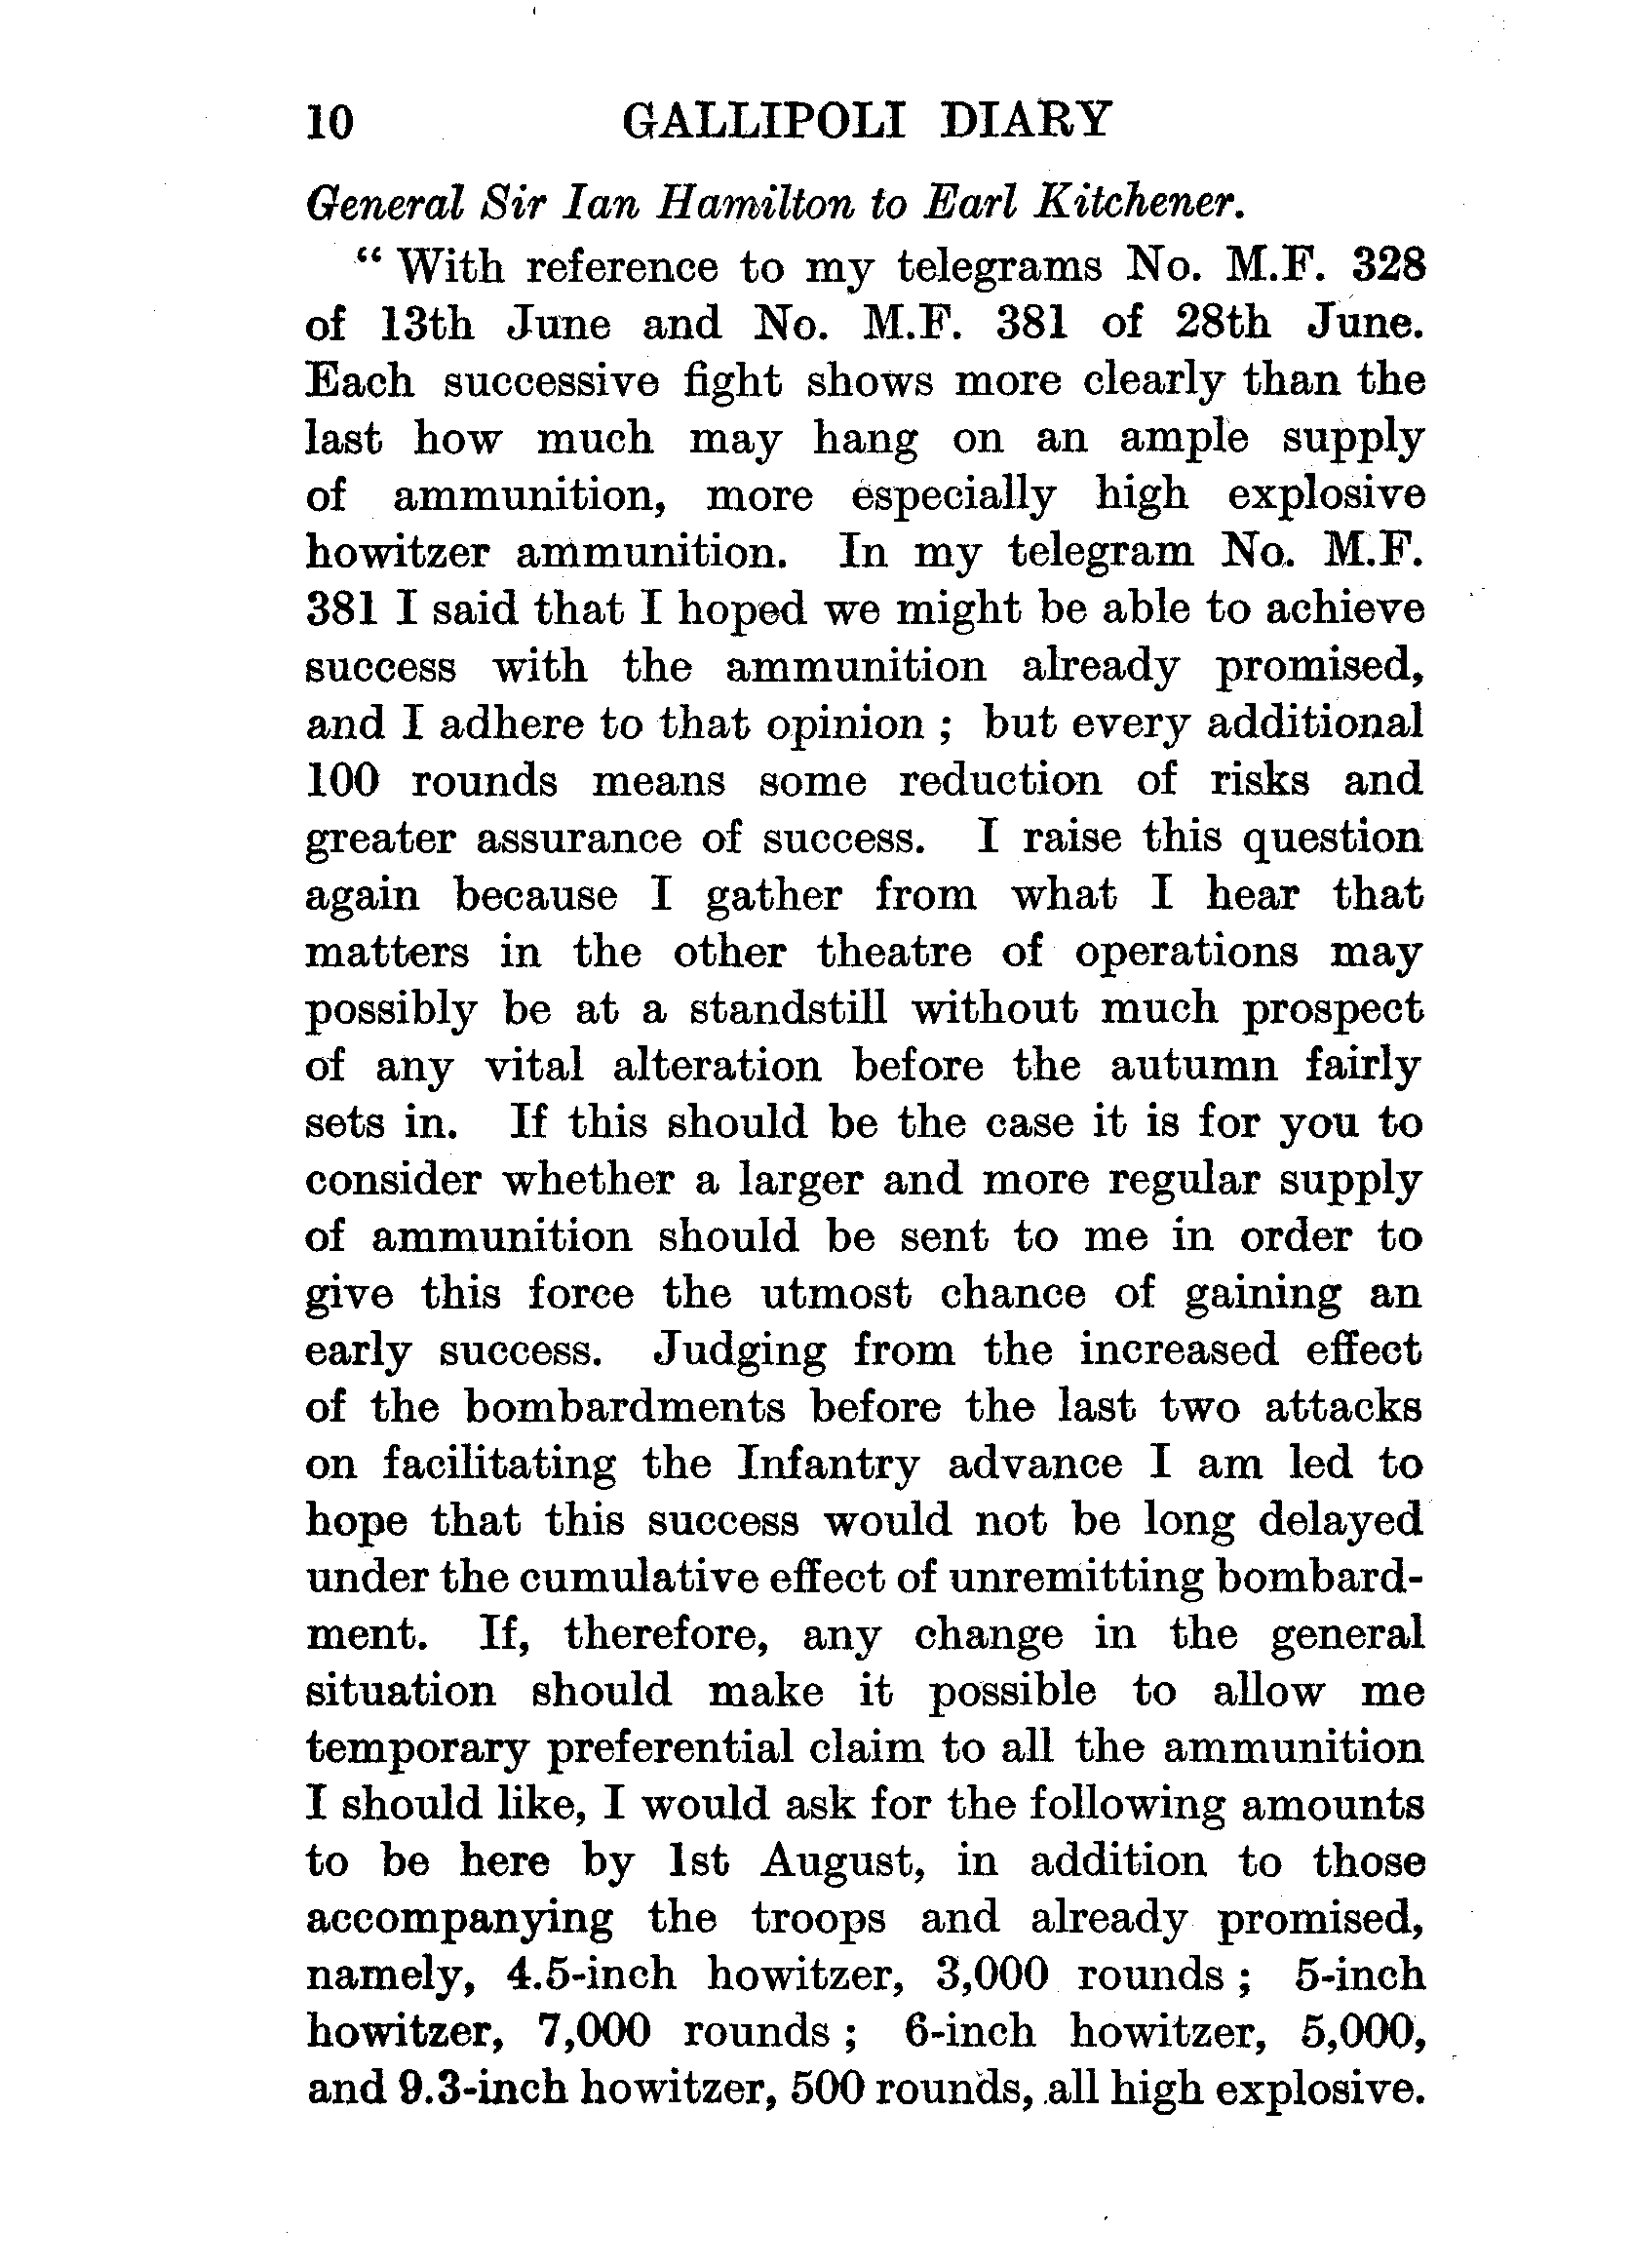 10 GALLIPOLI DIARY
General Sir Ian Hamilton to Earl Kitchener.
“ With reference to my telegrams No. M.F. 328
of 13th June and No. M.F. 381 of 28th June.
Each successive fight shows more clearly than the
last how much may hang on an ample supply
of ammunition, more especially high explosive
howitzer ammunition. In my telegram No. M.F.
381 I said that I hoped we might be able to achieve
success with the ammunition already promised,
and I adhere to that opinion ; but every additional
100 rounds means some reduction of risks and
greater assurance of success. I raise this question
again because I gather from what I hear that
matters in the other theatre of operations may
possibly be at a standstill without much prospect
of any vital alteration before the autumn fairly
sets in. If this should be the case it is for you to
consider whether a larger and more regular supply
of ammunition should be sent to me in order to
give this force the utmost chance of gaining an
early success. Judging from the increased effect
of the bombardments before the last two attacks
on facilitating the Infantry advance I am led to
hope that this success would not be long delayed
under the cumulative effect of unremitting bombard-
ment. If, therefore, any change in the general
situation should make it possible to allow me
temporary preferential claim to all the ammunition
I should like, I would ask for the following amounts
to be here by 1st August, in addition to those
accompanying the troops and already promised,
namely, 4.5-inch howitzer, 3,000 rounds ; 5-inch
howitzer, 7,000 rounds ; 6-inch howitzer, 5,000,
and 9.3-inch howitzer, 500 rounds, all high explosive.